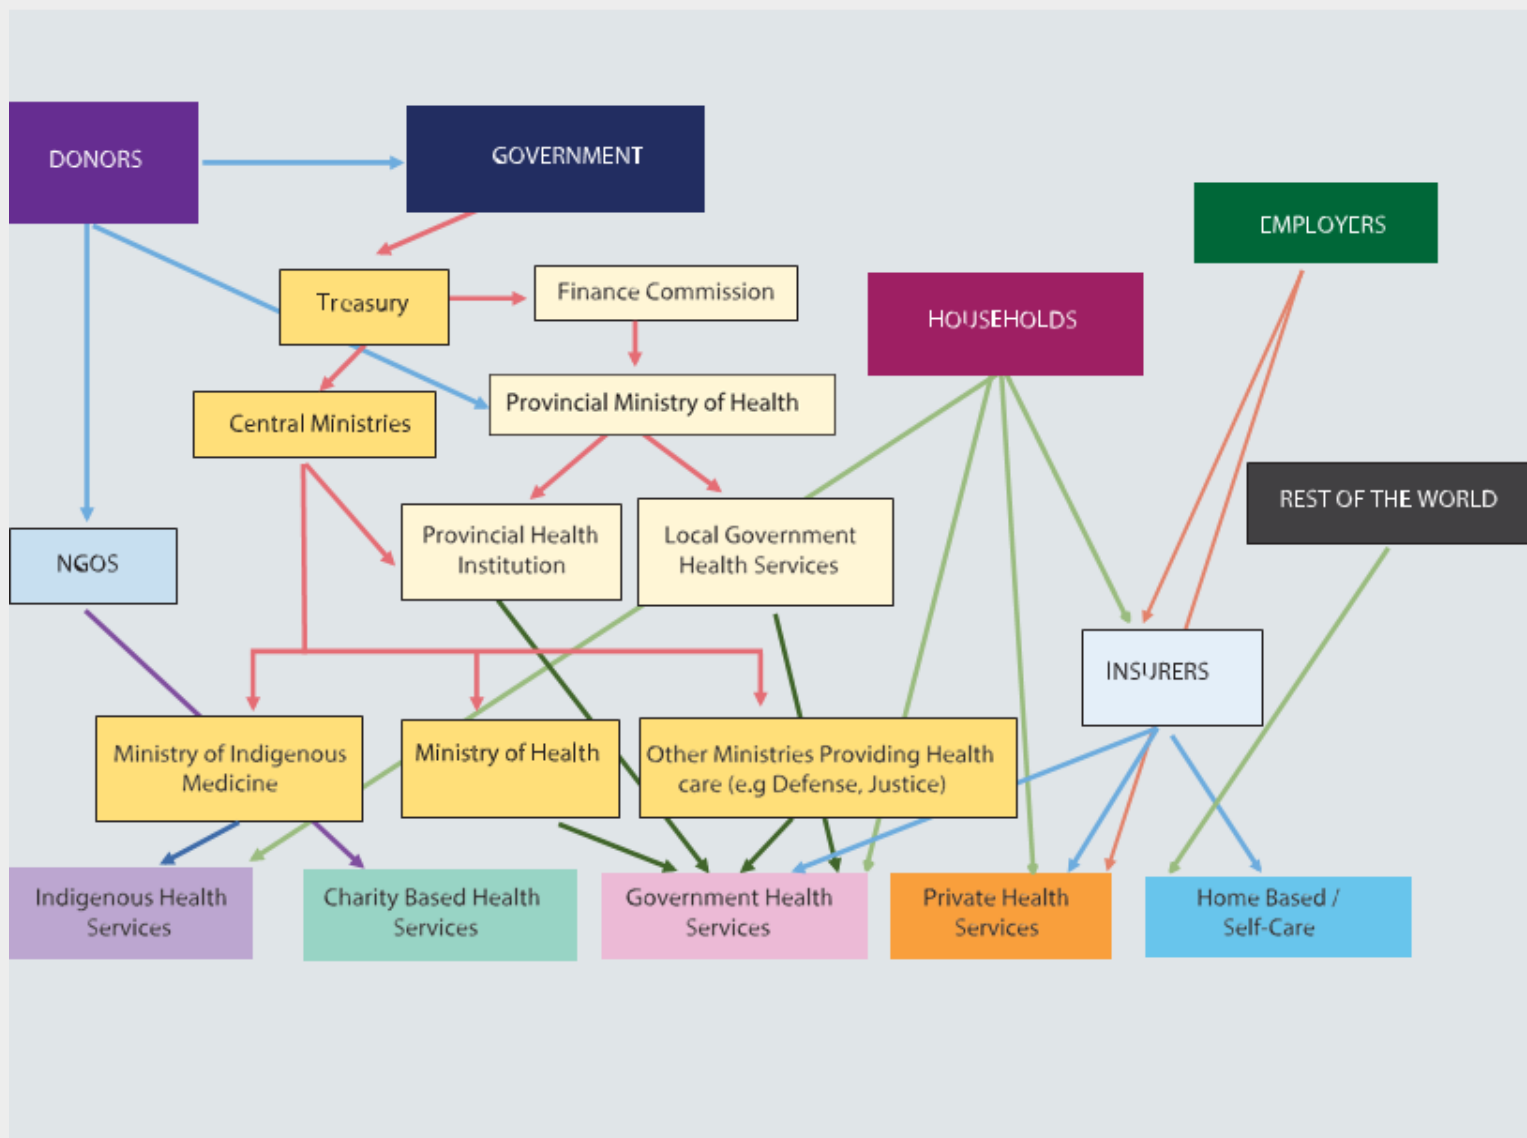 DONORS
GOVERNMENT
EMPLOYERS
Treasury
Finance Commission
HOUSEHOLDS
Central Ministries
Provincial Ministry of Health
REST OF THE WORLD
NGOS
Provincial Health
Institution
Local Government
Health Services
INSURERS
Ministry of Indigenous
Medicine
Ministry of Health
Other Ministries Providing Health
care (e.g Defense, Justice)
Indigenous Health
Services
Charity Based Health
Services
Government Health
Services
Private Health
Services
Home Based /
Self-Care